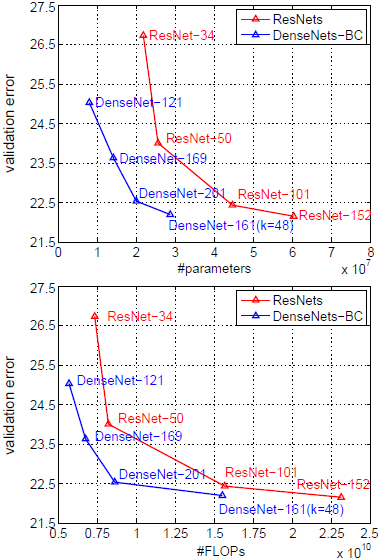 27.5
ResNets
DenseNets−BC
ResNet−34
26.5
25.5
DenseNet−121
24.5
ResNet−50
DenseNet−169
23.5
DenseNet−201
ResNet−101
22.5
ResNet−152
DenseNet−161(k=48)
21.5
validation error
0 1 2 3 4 5 6 7 8
#parameters
x 10^7
27.5
ResNets
DenseNets−BC
ResNet−34
26.5
25.5
DenseNet−121
24.5
ResNet−50
DenseNet−169
23.5
DenseNet−201
ResNet−101
22.5
ResNet−152
DenseNet−161(k=48)
21.5
validation error
0.5 0.75 1 1.25 1.5 1.75 2 2.25 2.5
#FLOPs
x 10^10